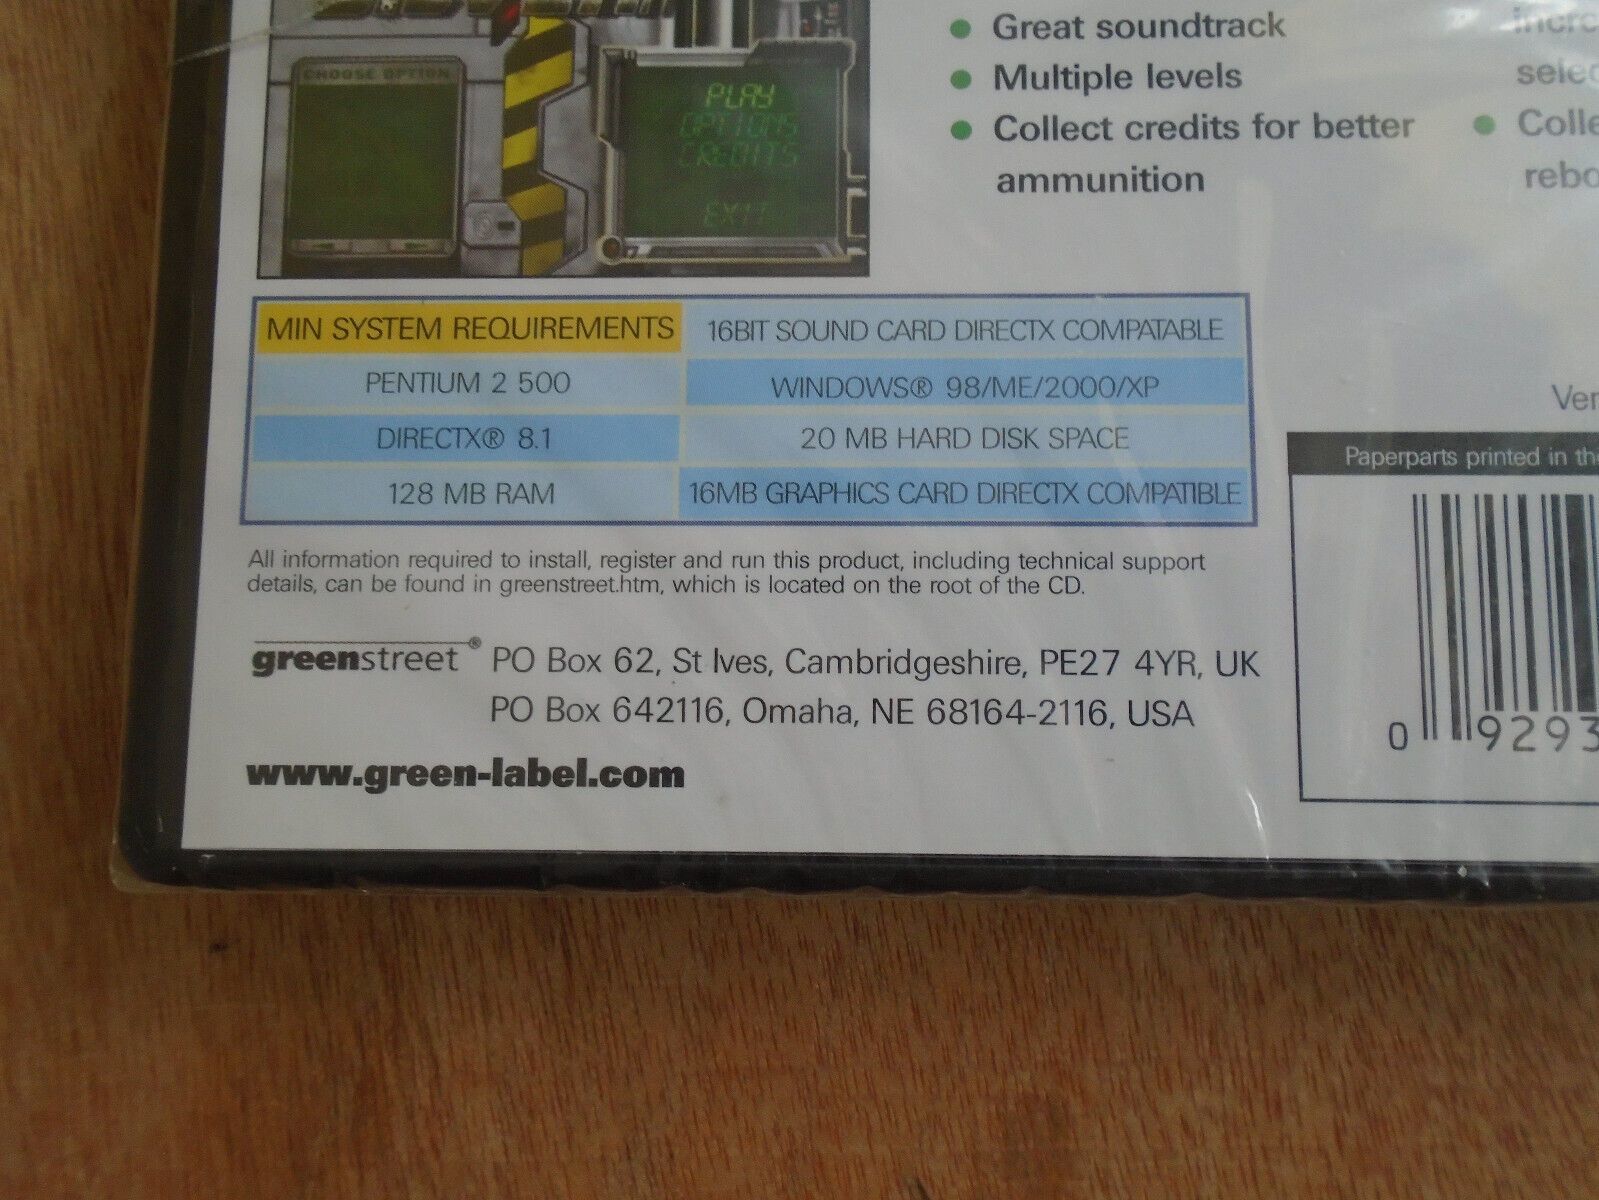 CHOOSE OPTION
PLAY
OPTIONS
CREDITS
EXIT
Great soundtrack
Multiple levels
Collect credits for better
ammunition
MIN SYSTEM REQUIREMENTS
PENTIUM 2 500
DIRECTX® 8.1
128 MB RAM
16BIT SOUND CARD DIRECTX COMPATABLE
WINDOWS® 98/ME/2000/XP
20 MB HARD DISK SPACE
16MB GRAPHICS CARD DIRECTX COMPATIBLE
All information required to install, register and run this product, including technical support
details, can be found in greenstreet.htm, which is located on the root of the CD.
greenstreet® PO Box 62, St Ives, Cambridgeshire, PE27 4YR, UK
PO Box 642116, Omaha, NE 68164-2116, USA
www.green-label.com
Paperparts printed in the
0 9293